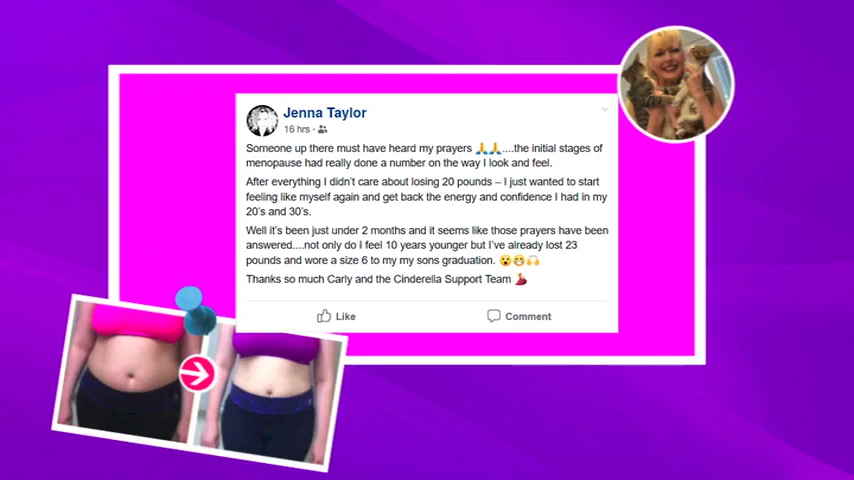 Jenna Taylor
16 hrs ·
Someone up there must have heard my prayers 🙏🙏....the initial stages of
menopause had really done a number on the way I look and feel.
After everything I didn't care about losing 20 pounds – I just wanted to start
feeling like myself again and get back the energy and confidence I had in my
20's and 30's.
Well it's been just under 2 months and it seems like those prayers have been
answered....not only do I feel 10 years younger but I've already lost 23
pounds and wore a size 6 to my my sons graduation. 😮😁🙌
Thanks so much Carly and the Cinderella Support Team 💃
Like
Comment